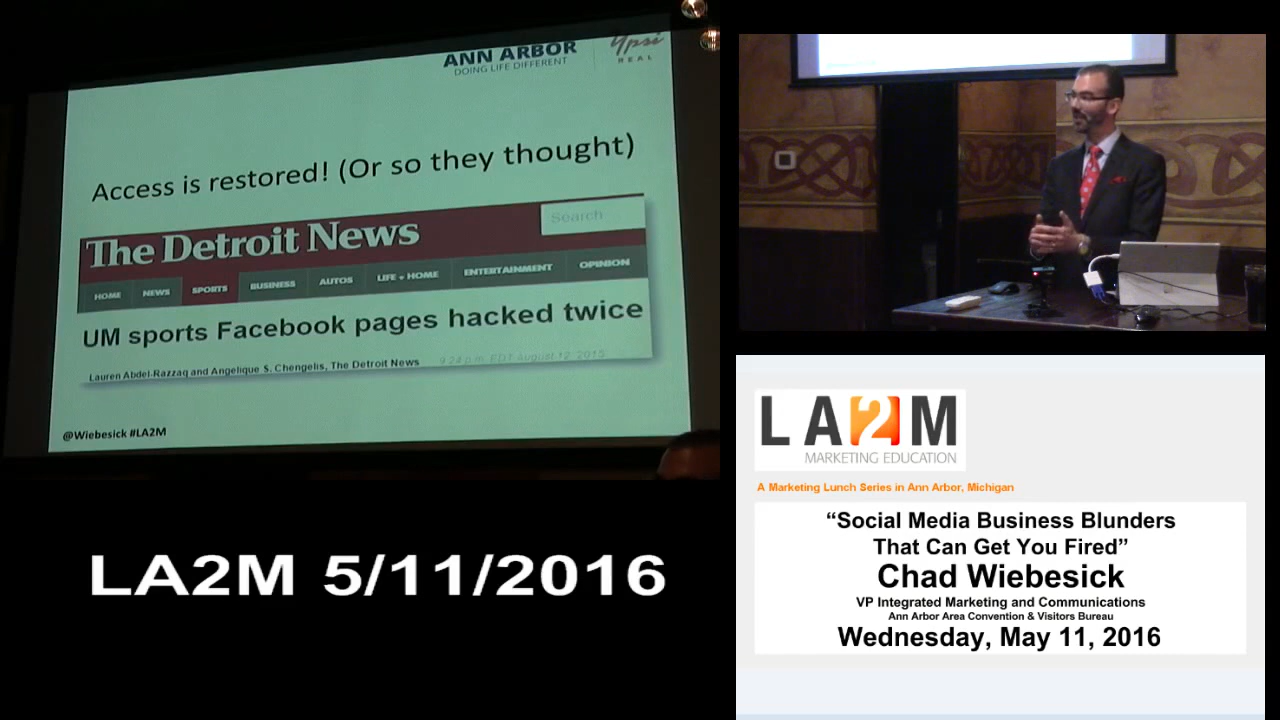 ANN ARBOR
DOING LIFE DIFFERENT
Ypsi
REAL
Access is restored! (Or so they thought)
The Detroit News
Search
HOME NEWS SPORTS BUSINESS AUTOS LIFE + HOME ENTERTAINMENT OPINION
UM sports Facebook pages hacked twice
Lauren Abdel-Razzaq and Angelique S. Chengelis, The Detroit News 9:24 p.m. EDT August 12, 2015
@Wiebesick #LA2M
LA2M 5/11/2016
LA2M
MARKETING EDUCATION
A Marketing Lunch Series in Ann Arbor, Michigan
“Social Media Business Blunders
That Can Get You Fired”
Chad Wiebesick
VP Integrated Marketing and Communications
Ann Arbor Area Convention & Visitors Bureau
Wednesday, May 11, 2016